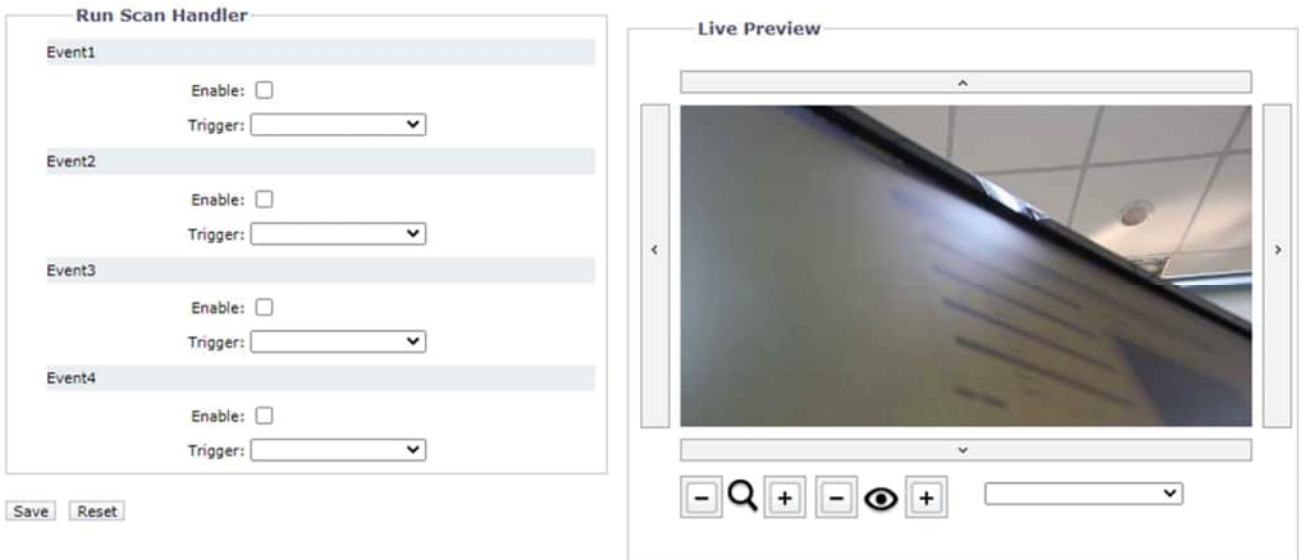 Run Scan Handler
Event1
Enable:
Trigger:
Event2
Enable:
Trigger:
Event3
Enable:
Trigger:
Event4
Enable:
Trigger:
Save Reset
Live Preview